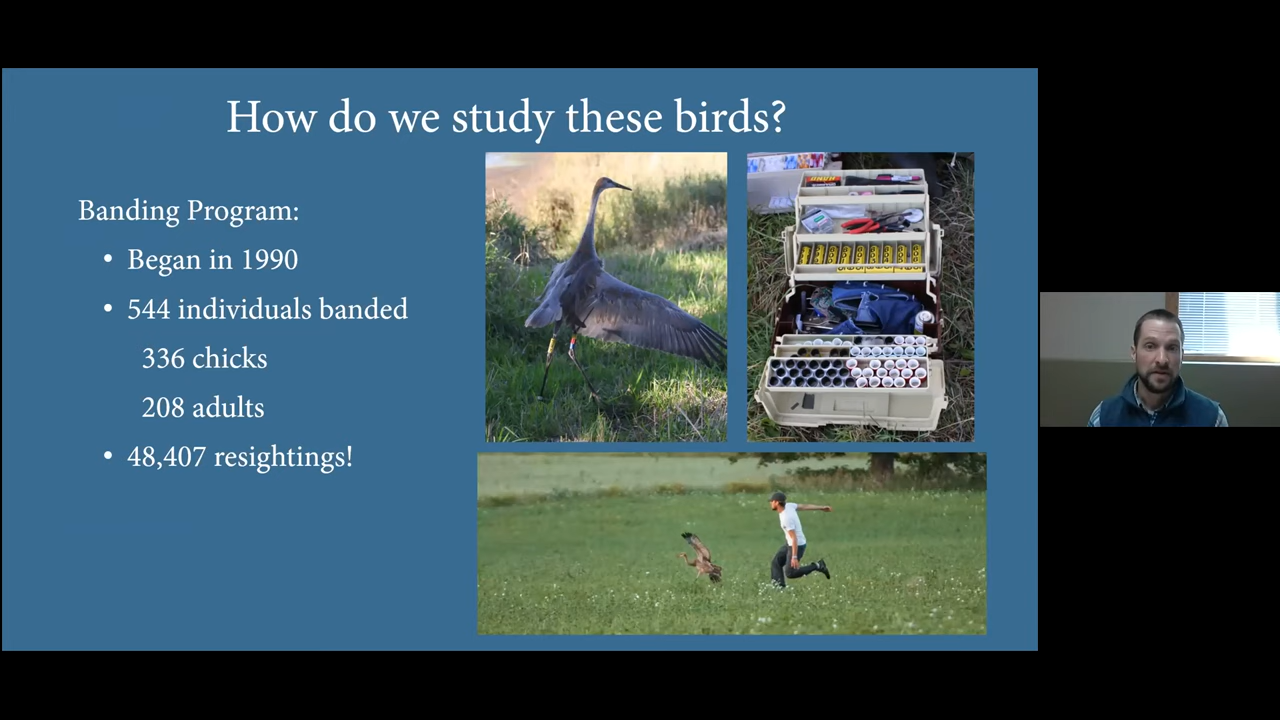 How do we study these birds?
Banding Program:
• Began in 1990
• 544 individuals banded
336 chicks
208 adults
• 48,407 resightings!